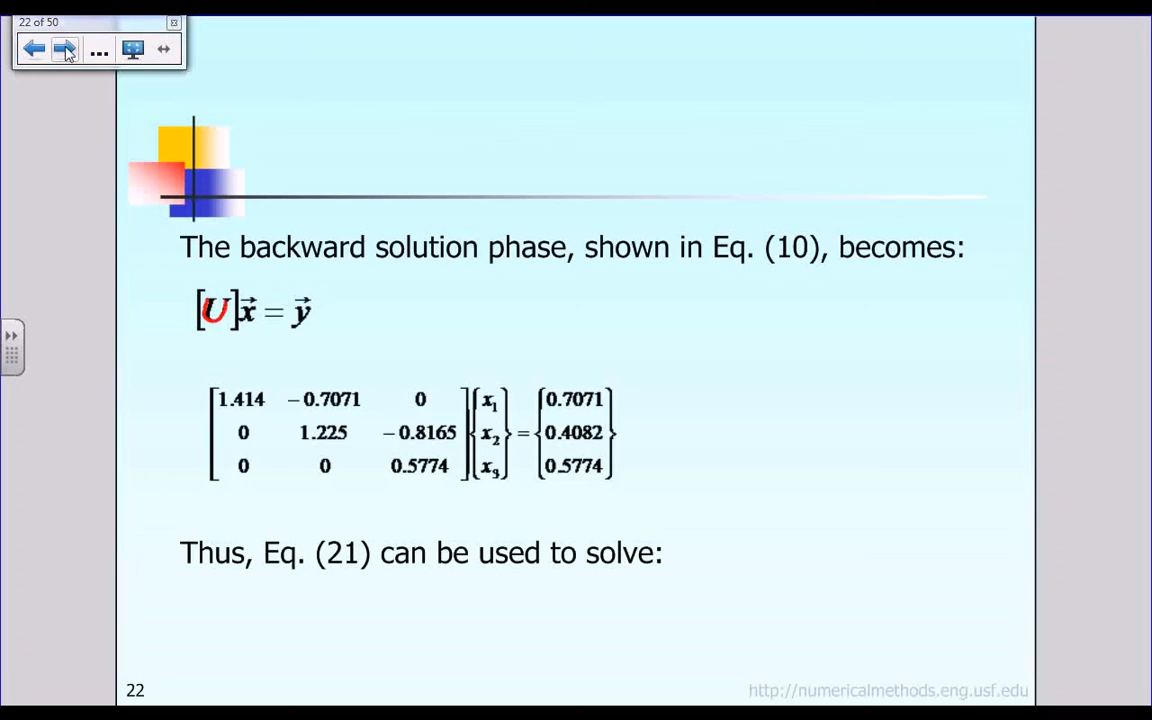 22 of 50
The backward solution phase, shown in Eq. (10), becomes:
[U]x⃗ = y⃗
[1.414 −0.7071 0] {x1} {0.7071}
[0 1.225 −0.8165] {x2} = {0.4082}
[0 0 0.5774] {x3} {0.5774}
Thus, Eq. (21) can be used to solve:
22
http://numericalmethods.eng.usf.edu